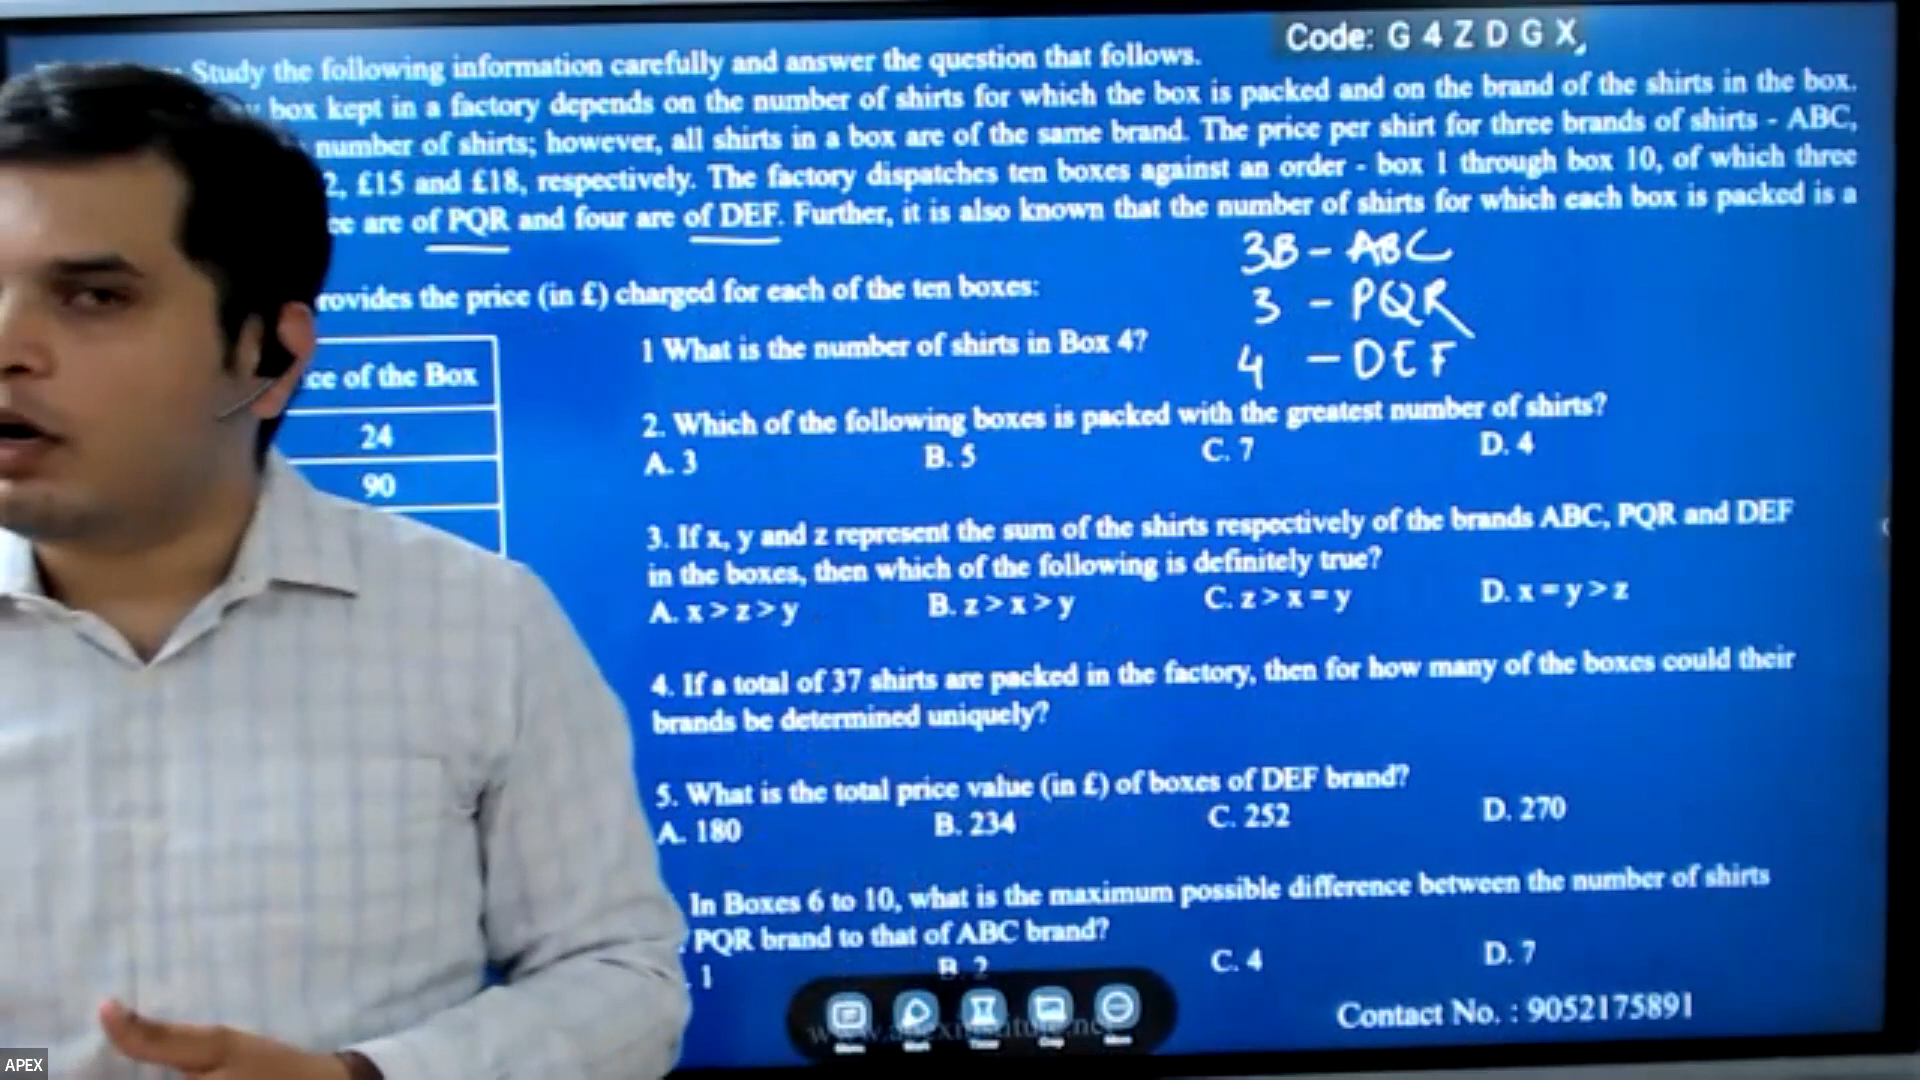 Code: G 4 Z D G X
Study the following information carefully and answer the question that follows.
box kept in a factory depends on the number of shirts for which the box is packed and on the brand of the shirts in the box.
number of shirts; however, all shirts in a box are of the same brand. The price per shirt for three brands of shirts - ABC,
2, £15 and £18, respectively. The factory dispatches ten boxes against an order - box 1 through box 10, of which three
are of PQR and four are of DEF. Further, it is also known that the number of shirts for which each box is packed is a
3B - ABC
3 - PQR
4 - DEF
rovides the price (in £) charged for each of the ten boxes:
ce of the Box
24
90
1 What is the number of shirts in Box 4?
2. Which of the following boxes is packed with the greatest number of shirts?
A. 3 B. 5 C. 7 D. 4
3. If x, y and z represent the sum of the shirts respectively of the brands ABC, PQR and DEF
in the boxes, then which of the following is definitely true?
A. x > z > y B. z > x > y C. z > x = y D. x = y > z
4. If a total of 37 shirts are packed in the factory, then for how many of the boxes could their
brands be determined uniquely?
5. What is the total price value (in £) of boxes of DEF brand?
A. 180 B. 234 C. 252 D. 270
In Boxes 6 to 10, what is the maximum possible difference between the number of shirts
PQR brand to that of ABC brand?
1 B. 2 C. 4 D. 7
Contact No. : 9052175891
APEX